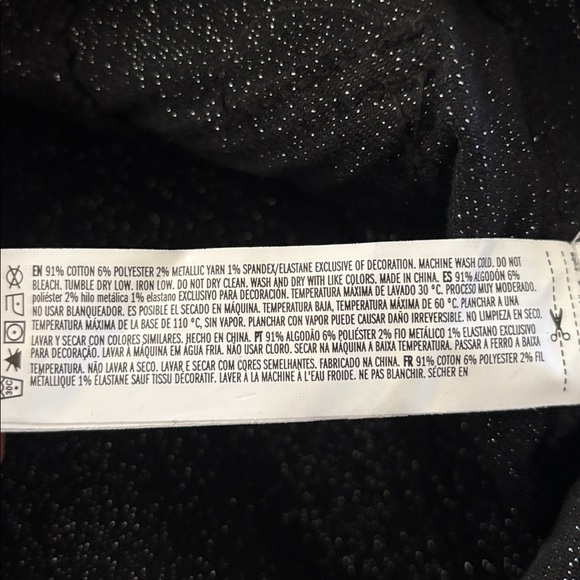 EN 91% COTTON 6% POLYESTER 2% METALLIC YARN 1% SPANDEX/ELASTANE EXCLUSIVE OF DECORATION. MACHINE WASH COLD. DO NOT
BLEACH. TUMBLE DRY LOW. IRON LOW. DO NOT DRY CLEAN. WASH AND DRY WITH LIKE COLORS. MADE IN CHINA. ES 91% ALGODÓN 6%
poliéster 2% hilo metálica 1% elastano EXCLUSIVO PARA DECORACIÓN. TEMPERATURA MÁXIMA DE LAVADO 30 °C. PROCESO MUY MODERADO.
NO USAR BLANQUEADOR. ES POSIBLE EL SECADO EN MÁQUINA. TEMPERATURA BAJA, TEMPERATURA MÁXIMA DE 60 °C. PLANCHAR A UNA
TEMPERATURA MÁXIMA DE LA BASE DE 110 °C, SIN VAPOR. PLANCHAR CON VAPOR PUEDE CAUSAR DAÑO IRREVERSIBLE. NO LIMPIEZA EN SECO.
LAVAR Y SECAR CON COLORES SIMILARES. HECHO EN CHINA. PT 91% ALGODÃO 6% POLIÉSTER 2% FIO METÁLICO 1% ELASTANO EXCLUSIVO
PARA DECORAÇÃO. LAVAR À MÁQUINA EM ÁGUA FRIA. NÃO USAR CLORO. SECAR NA MÁQUINA A BAIXA TEMPERATURA. PASSAR A FERRO A BAIXA
TEMPERATURA. NÃO LAVAR A SECO. LAVAR E SECAR COM CORES SEMELHANTES. FABRICADO NA CHINA. FR 91% COTON 6% POLYESTER 2% FIL
MÉTALLIQUE 1% ÉLASTANE SAUF TISSU DÉCORATIF. LAVER À LA MACHINE À L'EAU FROIDE. NE PAS BLANCHIR. SÉCHER EN
30C